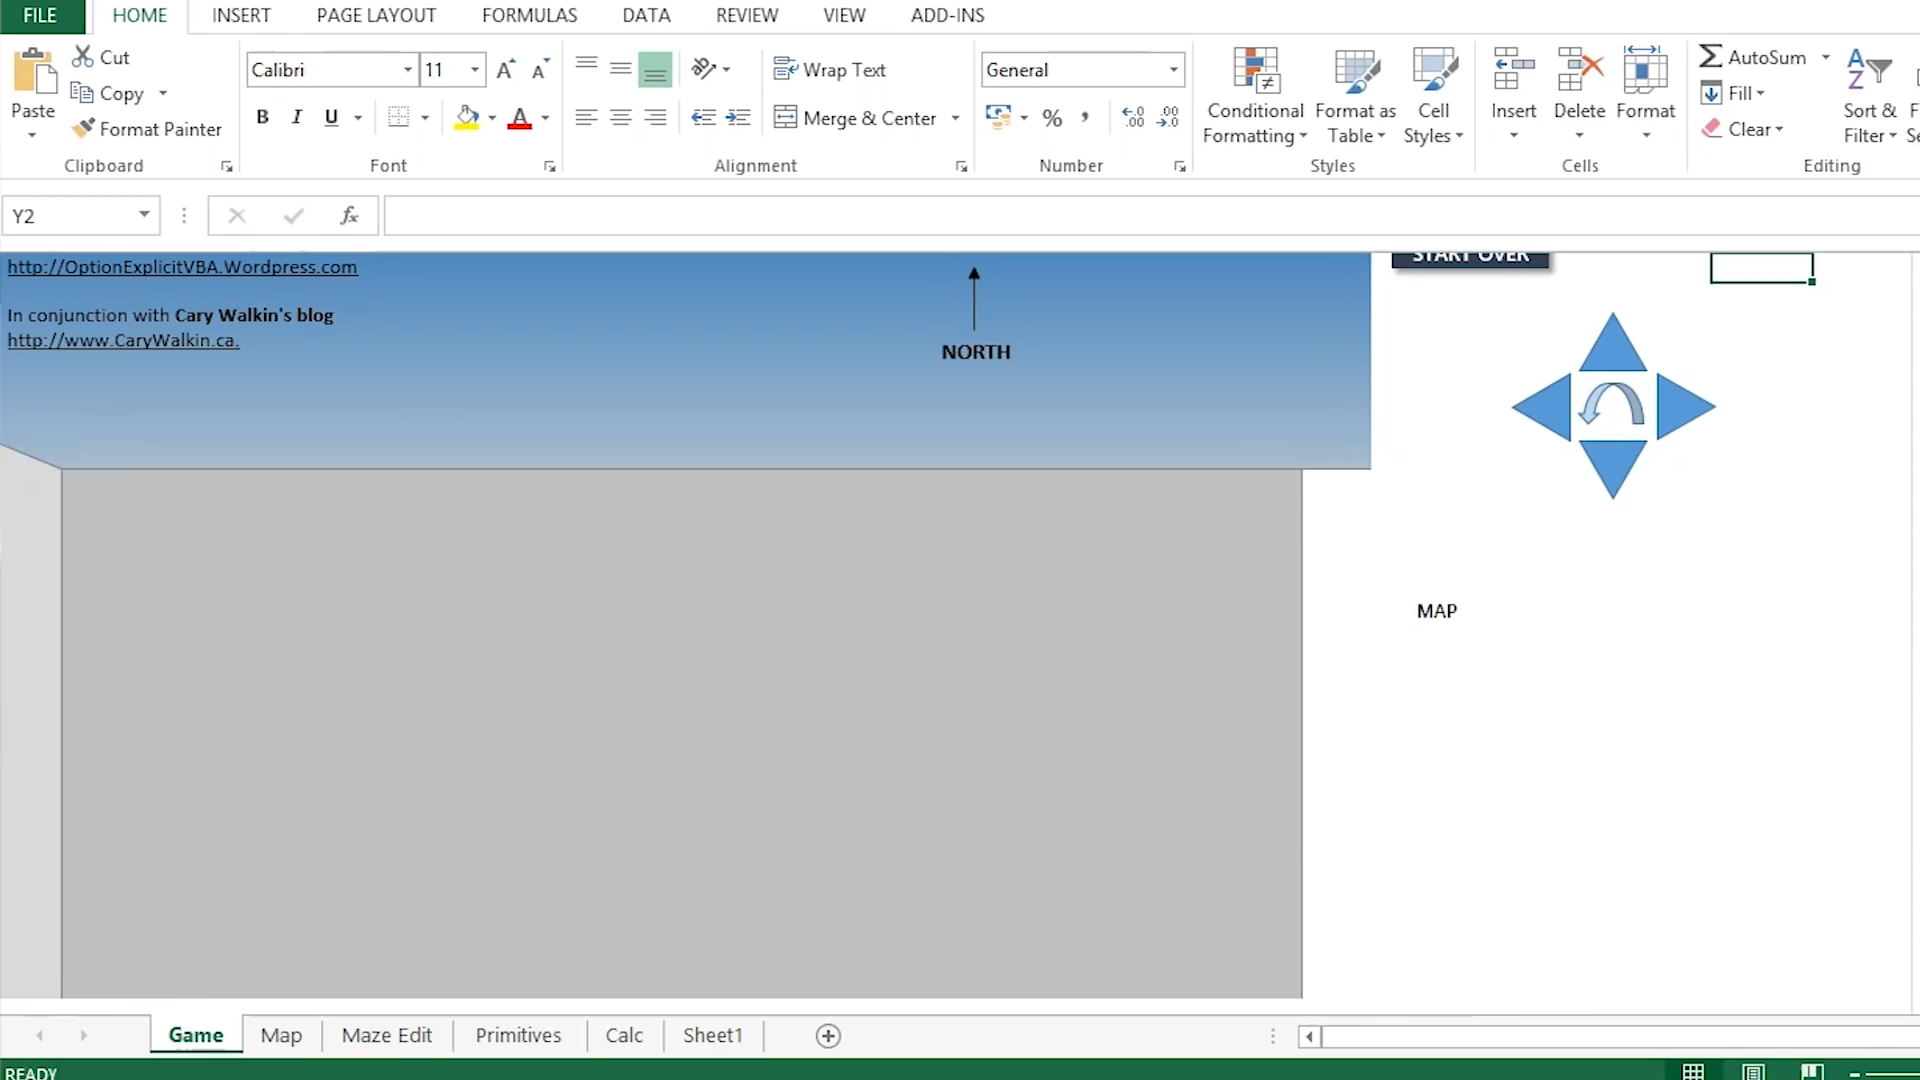 FILE HOME INSERT PAGE LAYOUT FORMULAS DATA REVIEW VIEW ADD-INS
Paste
Cut
Copy
Format Painter
Clipboard
Calibri 11
B I U
Font
Wrap Text
Merge & Center
Alignment
General
Number
Conditional
Formatting
Format as
Table
Cell
Styles
Styles
Insert Delete Format
Cells
AutoSum
Fill
Clear
Sort &
Filter
Editing
Y2
fx
http://OptionExplicitVBA.Wordpress.com
In conjunction with Cary Walkin's blog
http://www.CaryWalkin.ca.
NORTH
START OVER
MAP
Game Map Maze Edit Primitives Calc Sheet1
READY